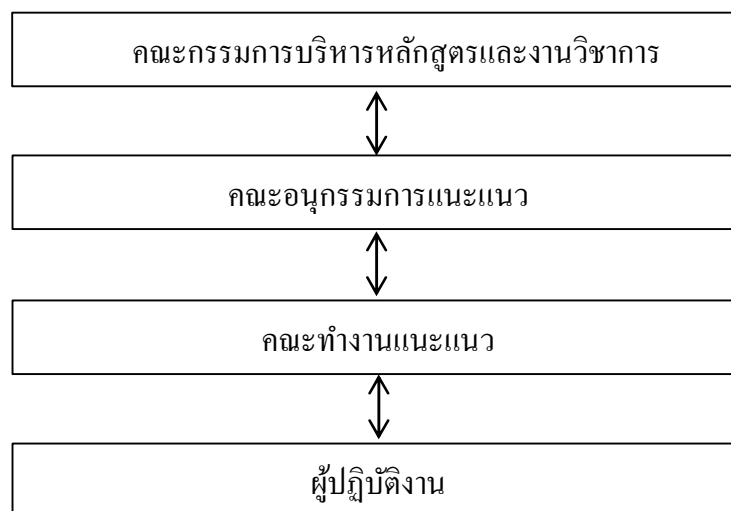 คณะกรรมการบริหารหลักสูตรและงานวิชาการ
คณะอนุกรรมการแนะแนว
คณะทำงานแนะแนว
ผู้ปฏิบัติงาน